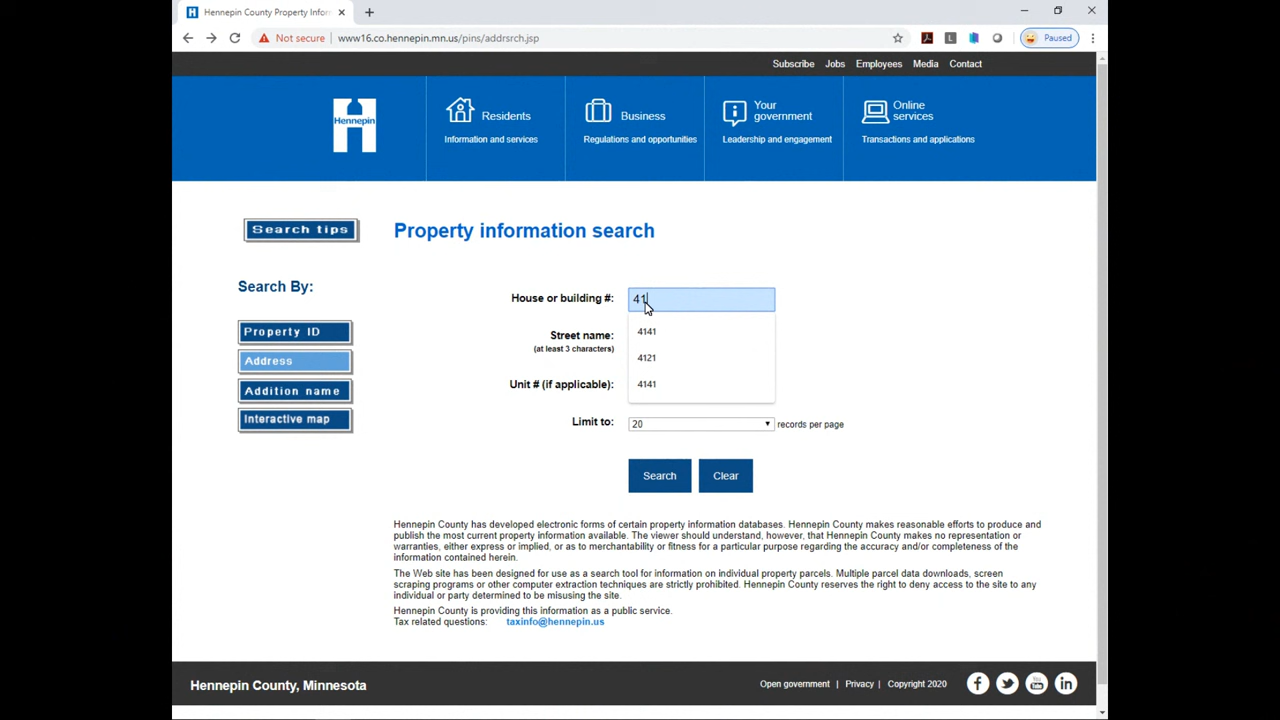 Hennepin County Property Infor
Paused
Not secure
www16.co.hennepin.mn.us/pins/addrsrch.jsp
Subscribe Jobs Employees Media Contact
Hennepin
Residents
Information and services
Business
Regulations and opportunities
Your government
Leadership and engagement
Online services
Transactions and applications
Search tips
Property information search
Search By:
Property ID
Address
Addition name
Interactive map
House or building #: 41
4141
4121
4141
Street name:
(at least 3 characters)
Unit # (if applicable):
Limit to: 20 records per page
Search Clear
Hennepin County has developed electronic forms of certain property information databases. Hennepin County makes reasonable efforts to produce and
publish the most current property information available. The viewer should understand, however, that Hennepin County makes no representation or
warranties, either express or implied, or as to merchantability or fitness for a particular purpose regarding the accuracy and/or completeness of the
information contained herein.
The Web site has been designed for use as a search tool for information on individual property parcels. Multiple parcel data downloads, screen
scraping programs or other computer extraction techniques are strictly prohibited. Hennepin County reserves the right to deny access to the site to any
individual or party determined to be misusing the site.
Hennepin County is providing this information as a public service.
Tax related questions: taxinfo@hennepin.us
Hennepin County, Minnesota
Open government | Privacy | Copyright 2020